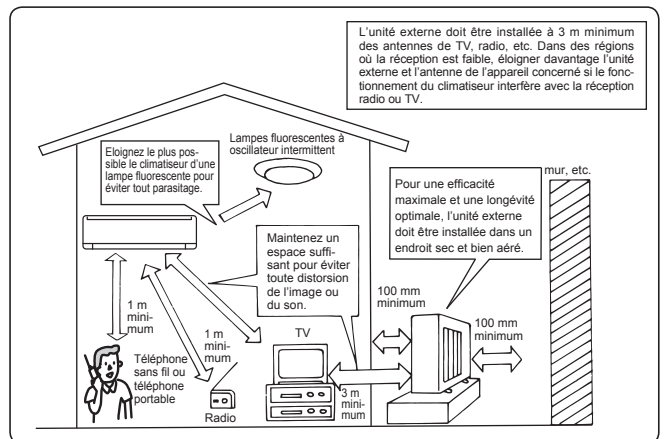 L'unité externe doit être installée à 3 m minimum
des antennes de TV, radio, etc. Dans des régions
où la réception est faible, éloigner davantage l'unité
externe et l'antenne de l'appareil concerné si le fonc-
tionnement du climatiseur interfère avec la réception
radio ou TV.
Lampes fluorescentes à
oscillateur intermittent
Eloignez le plus pos-
sible le climatiseur d'une
lampe fluorescente pour
éviter tout parasitage.
mur, etc.
Pour une efficacité
maximale et une longévité
optimale, l'unité externe
doit être installée dans un
endroit sec et bien aéré.
Maintenez un
espace suffi-
sant pour éviter
toute distorsion
de l'image ou
du son.
100 mm
minimum
100 mm
minimum
1 m
mini-
mum
1 m
mini-
mum
TV
Téléphone
sans fil ou
téléphone
portable
Radio
3 m
mini-
mum